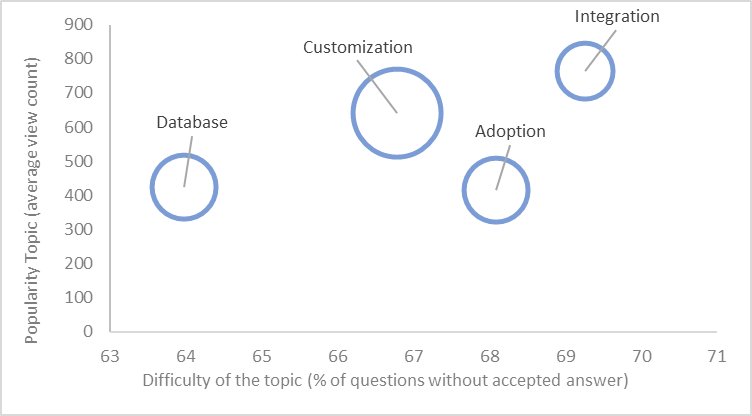 900
800
700
600
500
400
300
200
100
0
Popularity Topic (average view count)
Integration
Customization
Database
Adoption
63 64 65 66 67 68 69 70 71
Difficulty of the topic (% of questions without accepted answer)